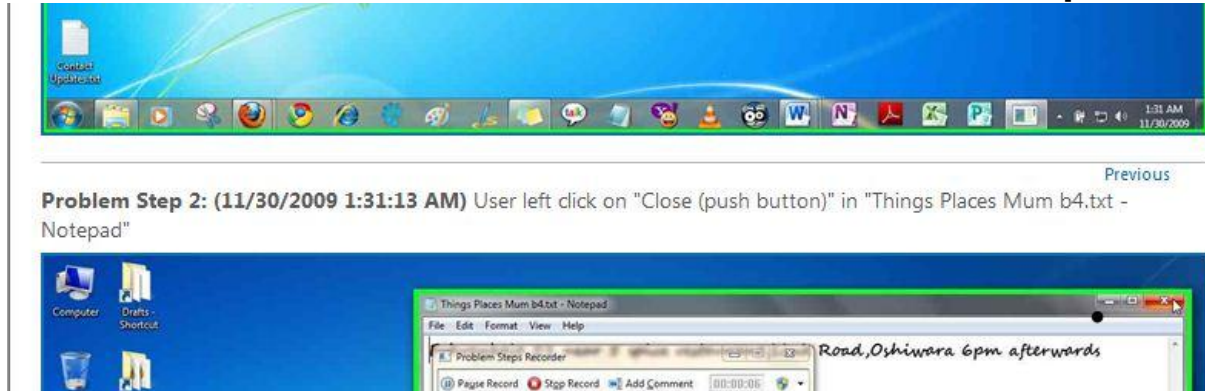 Contact
Updates.txt
1:31 AM
11/30/2009
Previous
Problem Step 2: (11/30/2009 1:31:13 AM) User left click on "Close (push button)" in "Things Places Mum b4.txt -
Notepad"
Computer
Drafts -
Shortcut
Things Places Mum b4.txt - Notepad
File Edit Format View Help
Road,Oshiwara 6pm afterwards
Problem Steps Recorder
Pause Record Stop Record Add Comment 00:00:06